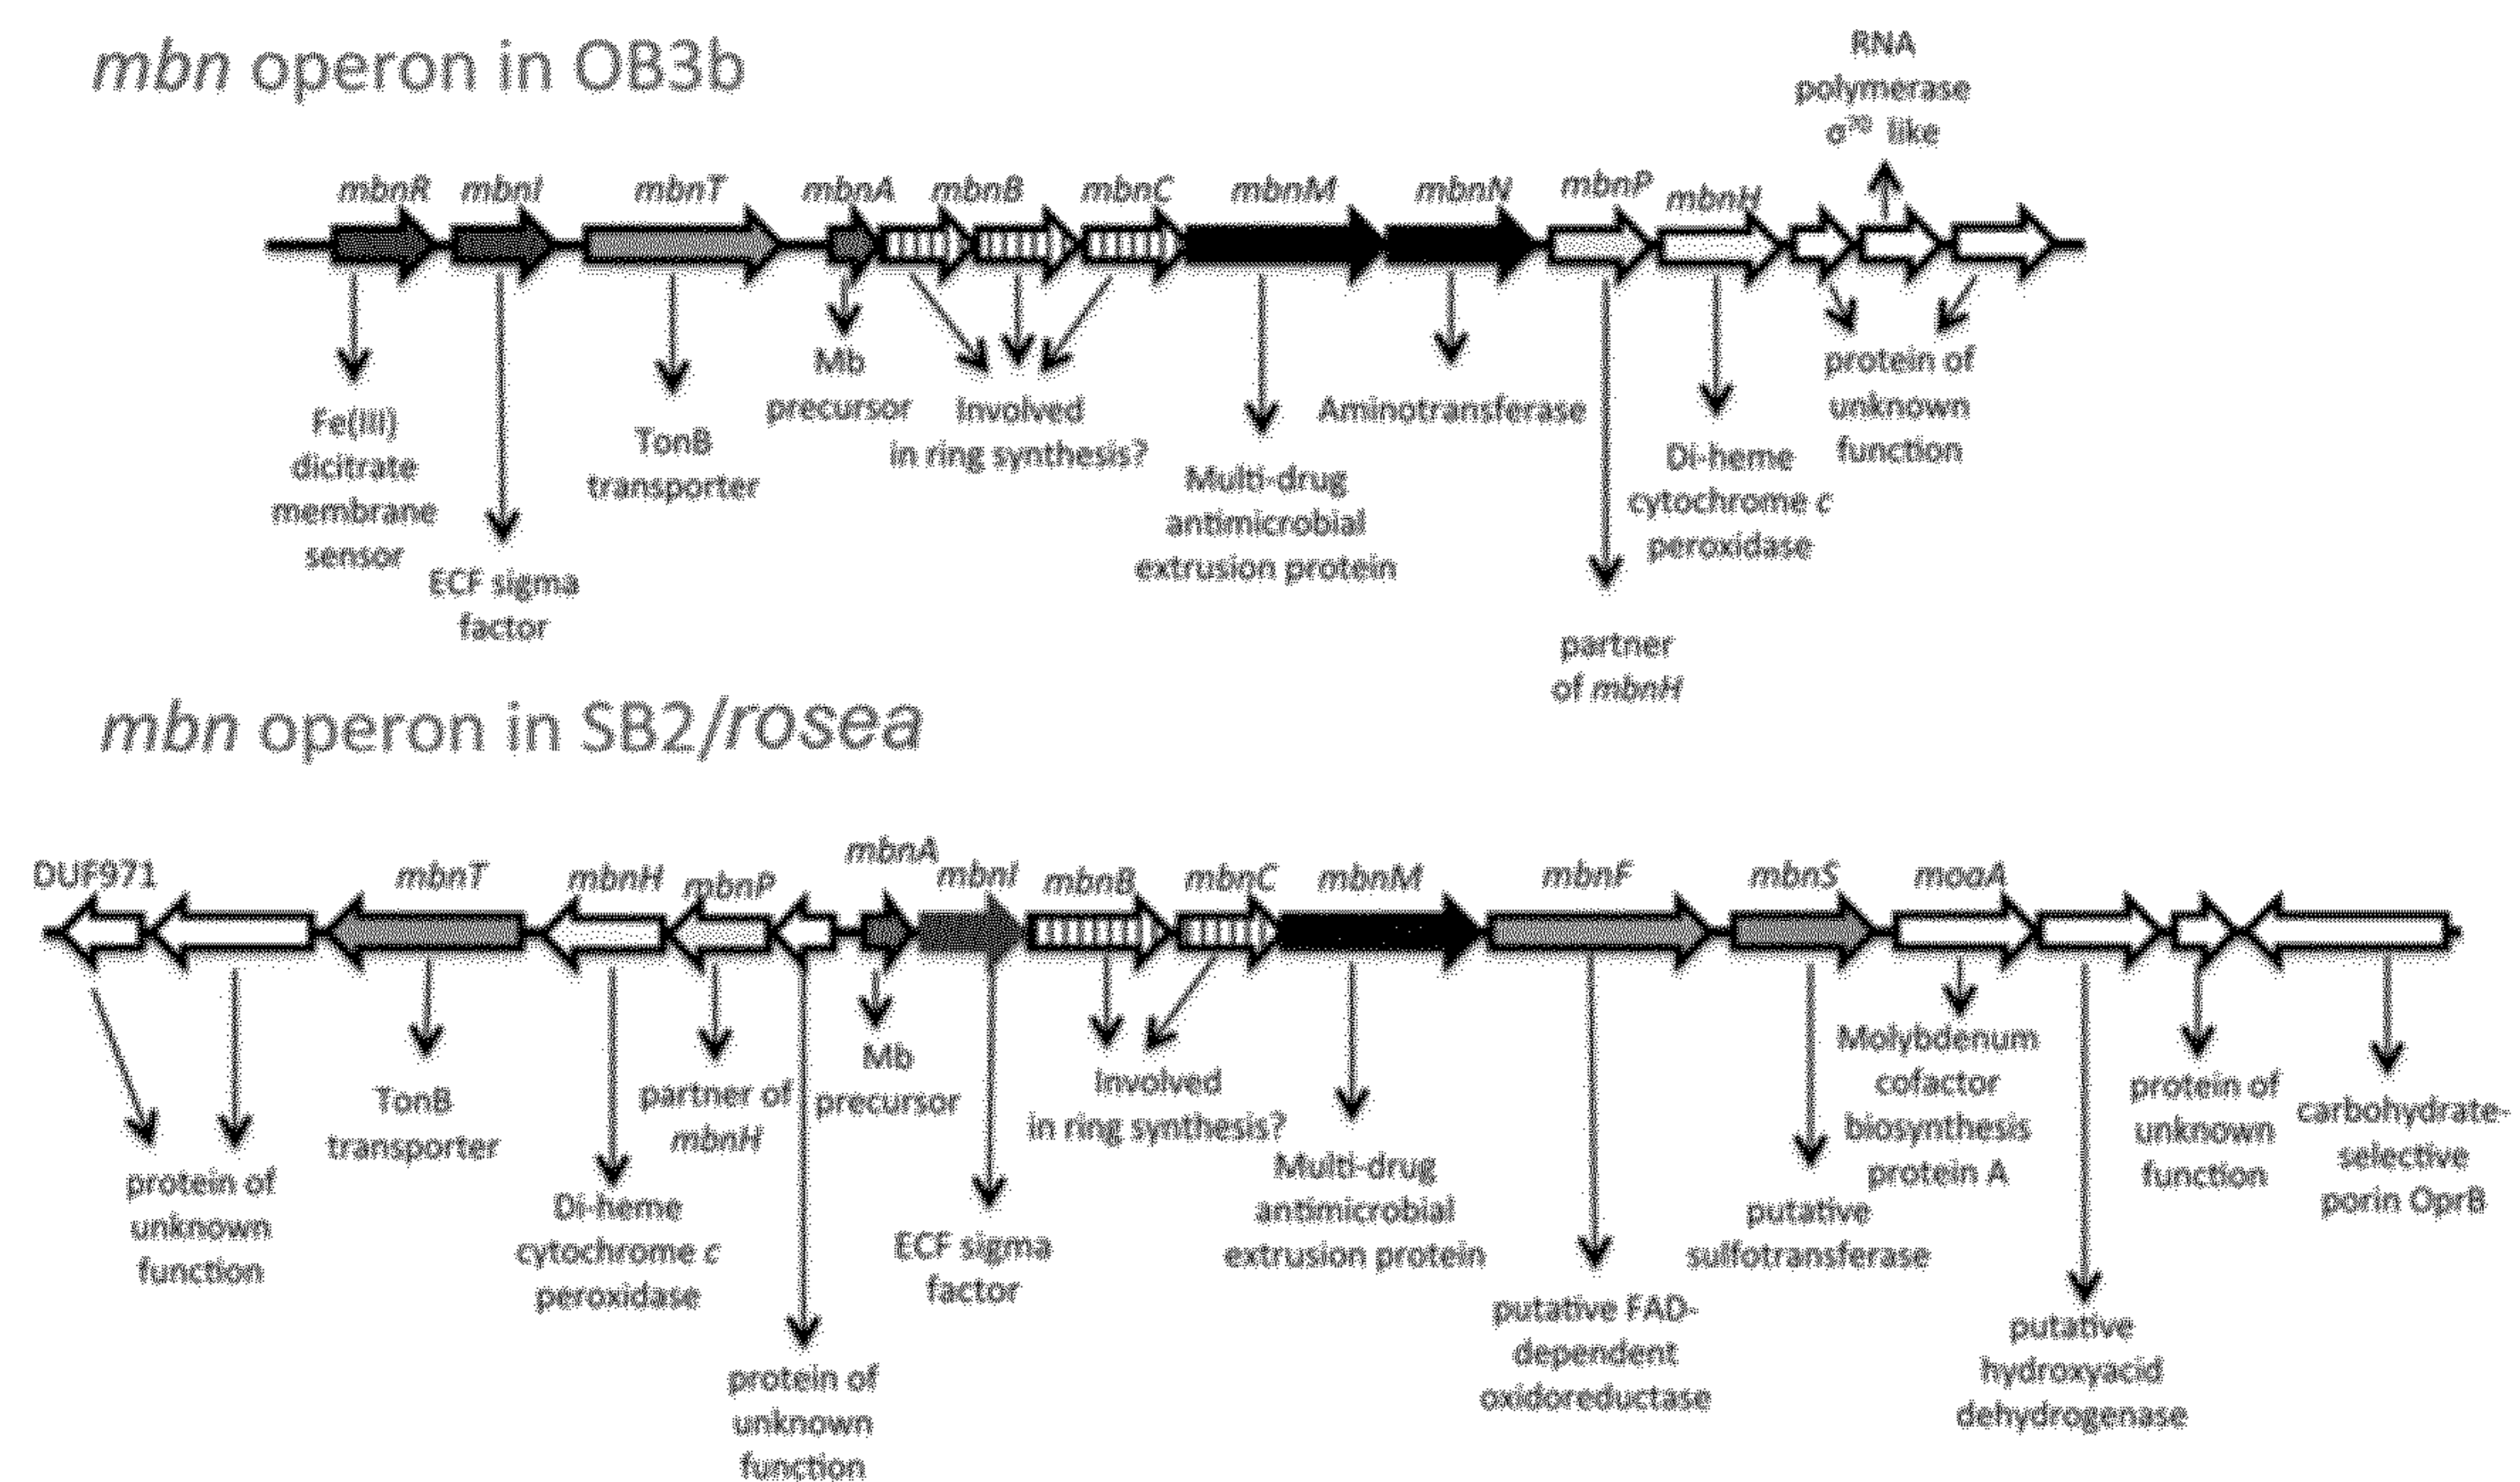 mbn operon in OB3b
RNA
polymerase
σ⁷⁰ like
mbnR mbnI mbnT mbnA mbnB mbnC mbnM mbnN mbnP mbnH
Fe(III)
dicitrate
membrane
sensor
ECF sigma
factor
TonB
transporter
Mb
precursor
Involved
in ring synthesis?
Multi-drug
antimicrobial
extrusion protein
Aminotransferase
partner
of mbnH
Di-heme
cytochrome c
peroxidase
protein of
unknown
function
mbn operon in SB2/rosea
DUF971 mbnT mbnH mbnP mbnA mbnI mbnB mbnC mbnM mbnF mbnS moaA
protein of
unknown
function
TonB
transporter
Di-heme
cytochrome c
peroxidase
partner of
mbnH
protein of
unknown
function
Mb
precursor
ECF sigma
factor
Involved
in ring synthesis?
Multi-drug
antimicrobial
extrusion protein
putative FAD-
dependent
oxidoreductase
putative
sulfotransferase
Molybdenum
cofactor
biosynthesis
protein A
putative
hydroxyacid
dehydrogenase
protein of
unknown
function
carbohydrate-
selective
porin OprB